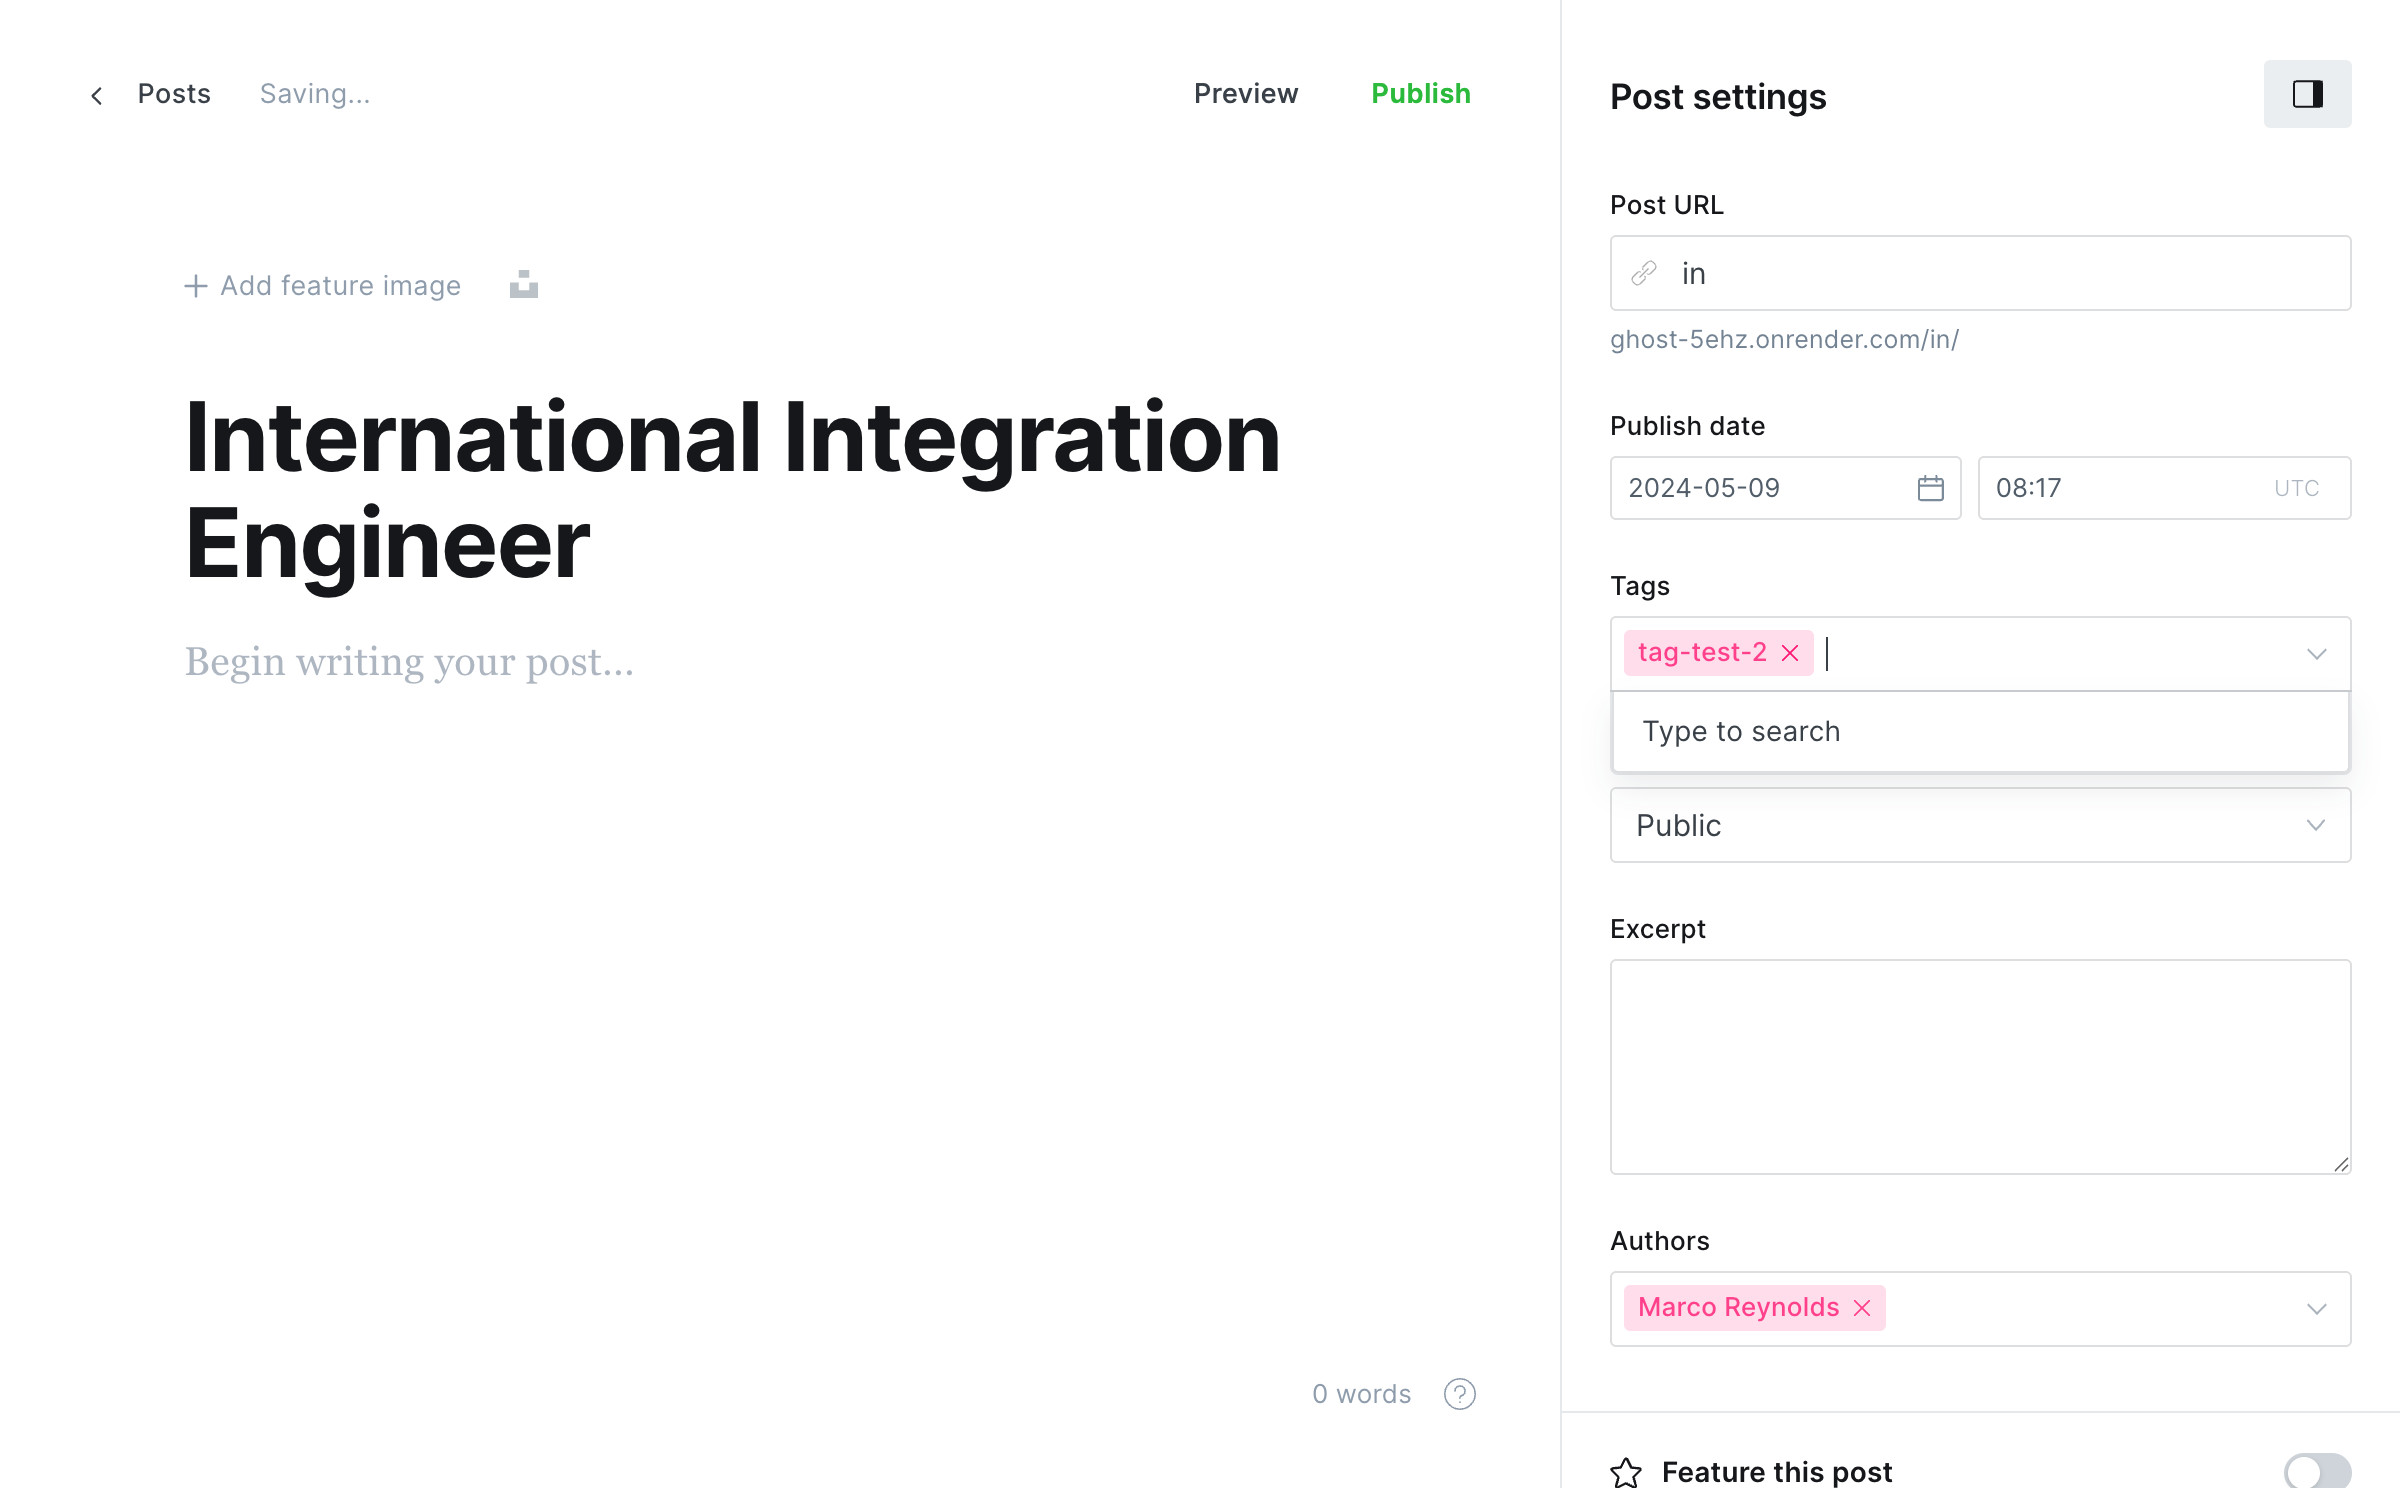 Posts
Saving...
Preview
Publish
Add feature image
International Integration
Engineer
Begin writing your post...
0 words
?
Post settings
Post URL
in
ghost-5ehz.onrender.com/in/
Publish date
2024-05-09
08:17
UTC
Tags
tag-test-2
Type to search
Public
Excerpt
Authors
Marco Reynolds
Feature this post